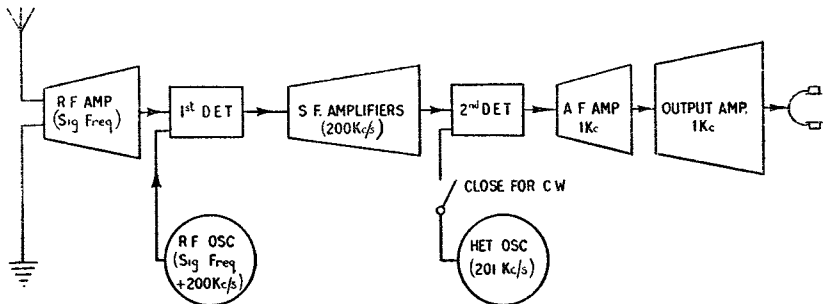 R F AMP
(Sig Freq)
1st DET
S F. AMPLIFIERS
(200Kc/s)
2nd DET
A F AMP
1Kc
OUTPUT AMP.
1Kc
CLOSE FOR C W
R F OSC
(Sig Freq
+200Kc/s)
HET OSC
(201 Kc/s)